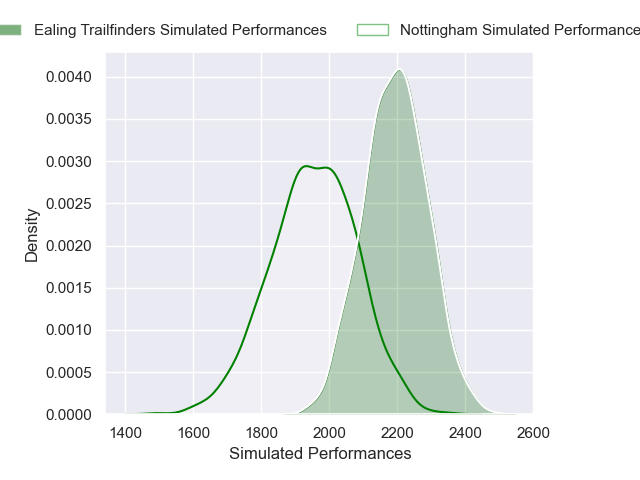 Ealing Trailfinders Simulated Performances
Nottingham Simulated Performance
0.0040
0.0035
0.0030
0.0025
0.0020
0.0015
0.0010
0.0005
0.0000
Density
1400 1600 1800 2000 2200 2400 2600
Simulated Performances